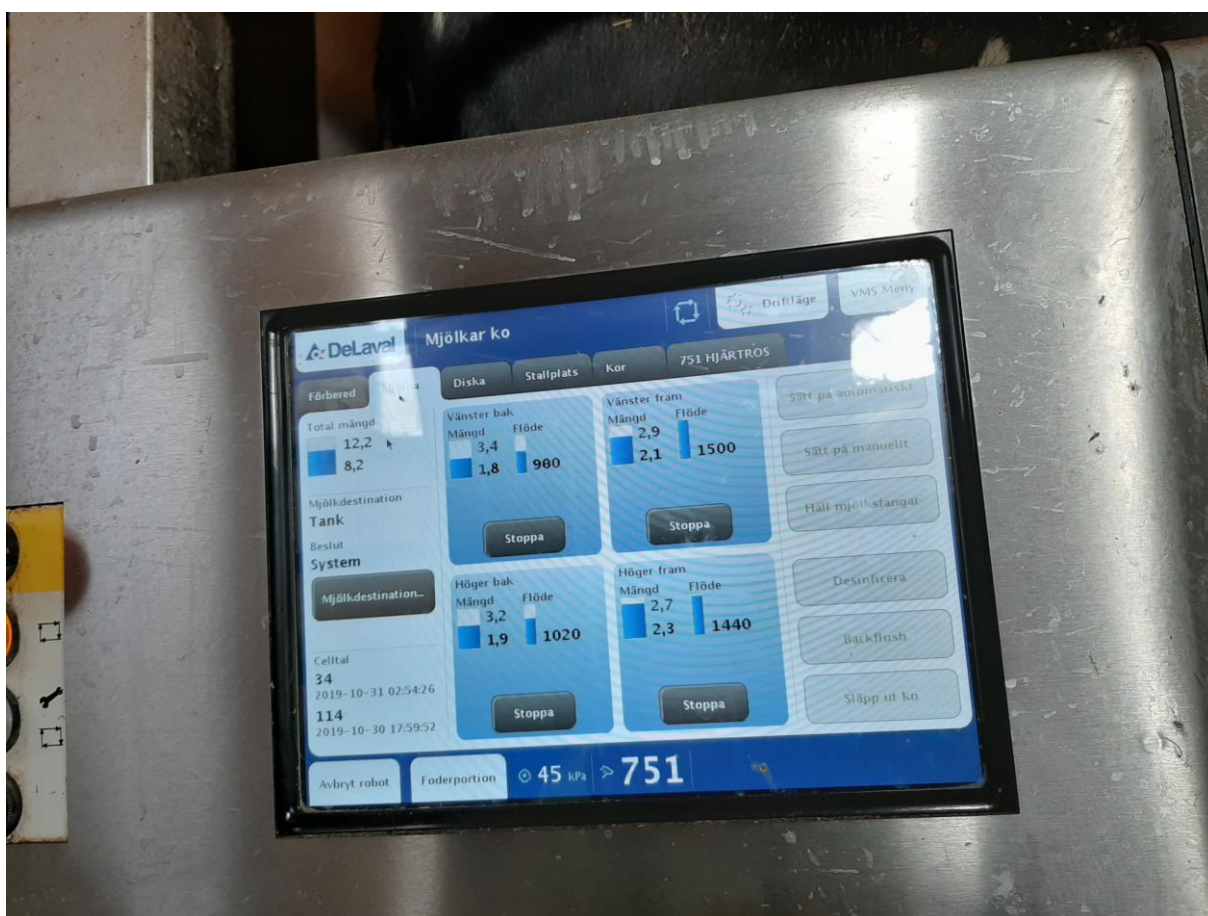 DeLaval
Mjölkar ko
Driftläge
VMS Meny
Förbered
Mjölka
Diska
Stallplats
Kor
751 HJÄRTROS
Total mängd
12,2
8,2
Mjölkdestination
Tank
Beslut
System
Mjölkdestination...
Celltal
34
2019-10-31 02:54:26
114
2019-10-30 17:59:52
Vänster bak
Mängd Flöde
3,4
1,8 980
Stoppa
Vänster fram
Mängd Flöde
2,9
2,1 1500
Stoppa
Höger bak
Mängd Flöde
3,2
1,9 1020
Stoppa
Höger fram
Mängd Flöde
2,7
2,3 1440
Stoppa
Sätt på automatiskt
Sätt på manuellt
Håll mjölkslangar
Desinficera
Backflush
Släpp ut ko
Avbryt robot
Foderportion
45 kPa
751